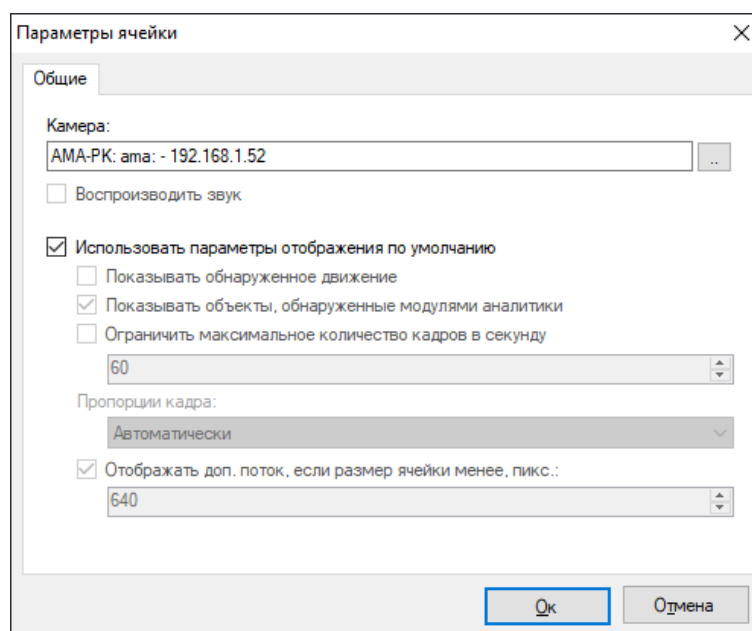 Параметры ячейки
Общие
Камера:
AMA-PK: ama: - 192.168.1.52
..
Воспроизводить звук
Использовать параметры отображения по умолчанию
Показывать обнаруженное движение
Показывать объекты, обнаруженные модулями аналитики
Ограничить максимальное количество кадров в секунду
60
Пропорции кадра:
Автоматически
Отображать доп. поток, если размер ячейки менее, пикс.:
640
Ок
Отмена